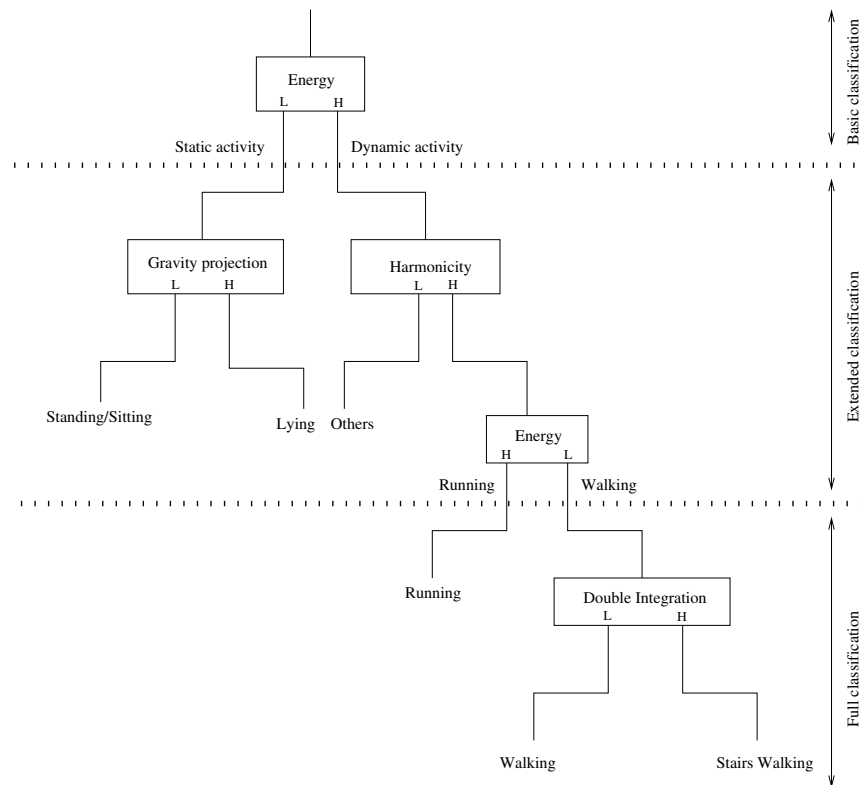 Energy
L H
Static activity Dynamic activity
Basic classification
Gravity projection
L H
Harmonicity
L H
Standing/Sitting
Lying
Others
Energy
H L
Running Walking
Extended classification
Running
Double Integration
L H
Walking
Stairs Walking
Full classification